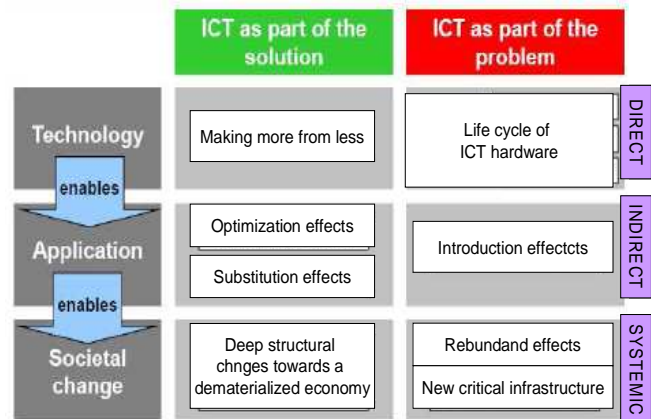 ICT as part of the
solution
ICT as part of the
problem
Technology
Making more from less
Life cycle of
ICT hardware
DIRECT
enables
Application
Optimization effects
Substitution effects
Introduction effectcts
INDIRECT
enables
Societal
change
Deep structural
chnges towards a
dematerialized economy
Rebundand effects
New critical infrastructure
SYSTEMIC